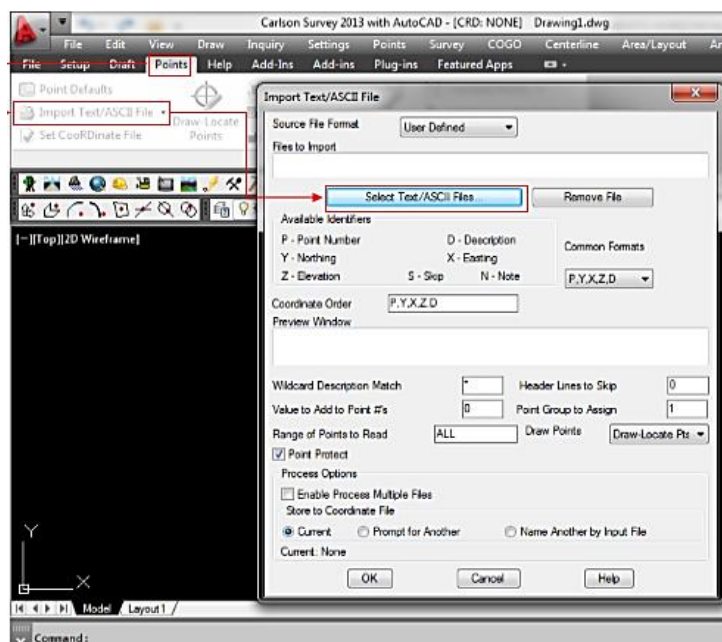 Carlson Survey 2013 with AutoCAD - [CRD: NONE] Drawing1.dwg
File Edit View Draw Inquiry Settings Points Survey COGO Centerline Area/Layout
File Setup Draft Points Help Add-Ins Add-ins Plug-ins Featured Apps
Point Defaults
Import Text/ASCII File
Set CooRDinate File
Draw-Locate
Points
[-][Top][2D Wireframe]
Import Text/ASCII File
Source File Format User Defined
Files to Import
Select Text/ASCII Files... Remove File
Available Identifiers
P - Point Number D - Description
Y - Northing X - Easting
Z - Elevation S - Skip N - Note
Common Formats
P,Y,X,Z,D
Coordinate Order P,Y,X,Z,D
Preview Window
Wildcard Description Match * Header Lines to Skip 0
Value to Add to Point #'s 0 Point Group to Assign 1
Range of Points to Read ALL Draw Points Draw-Locate Pts
Point Protect
Process Options
Enable Process Multiple Files
Store to Coordinate File
Current Prompt for Another Name Another by Input File
Current: None
OK Cancel Help
Y
X
Model Layout1
Command: